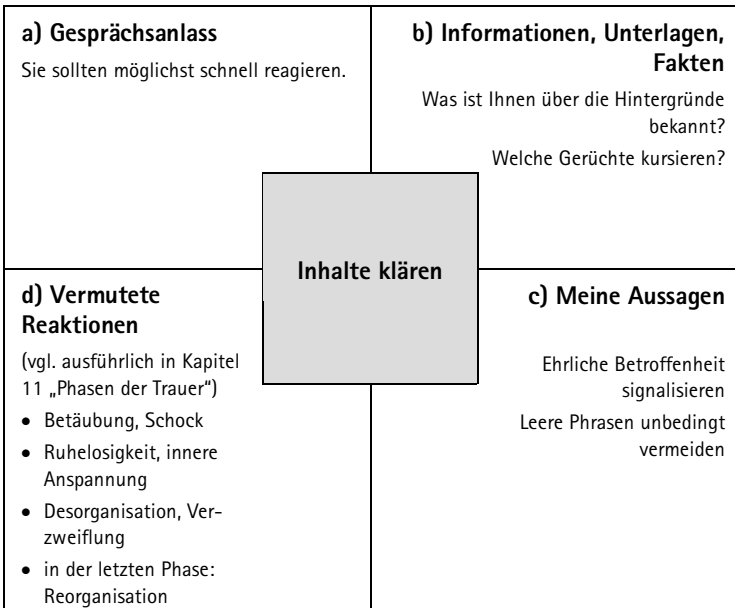 a) Gesprächsanlass
Sie sollten möglichst schnell reagieren.
b) Informationen, Unterlagen,
Fakten
Was ist Ihnen über die Hintergründe
bekannt?
Welche Gerüchte kursieren?
Inhalte klären
d) Vermutete
Reaktionen
(vgl. ausführlich in Kapitel
11 „Phasen der Trauer“)
• Betäubung, Schock
• Ruhelosigkeit, innere
Anspannung
• Desorganisation, Ver-
zweiflung
• in der letzten Phase:
Reorganisation
c) Meine Aussagen
Ehrliche Betroffenheit
signalisieren
Leere Phrasen unbedingt
vermeiden